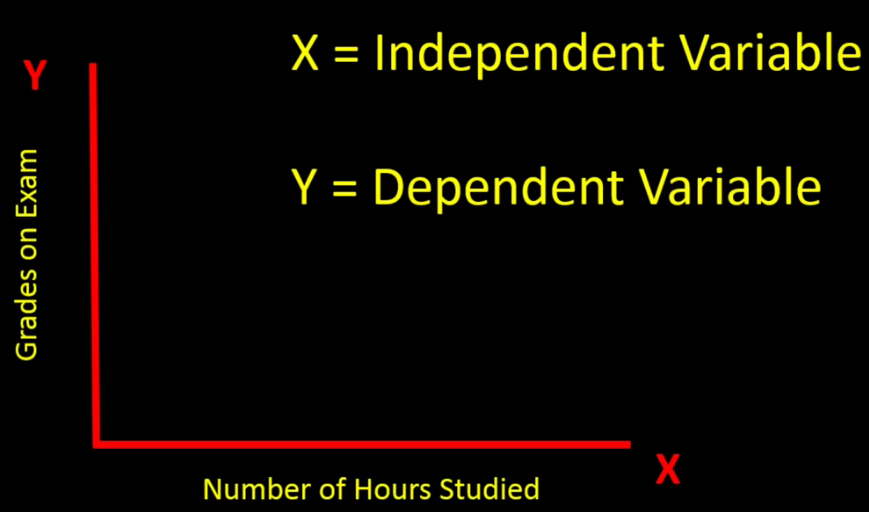 X = Independent Variable
Y
Y = Dependent Variable
Grades on Exam
X
Number of Hours Studied